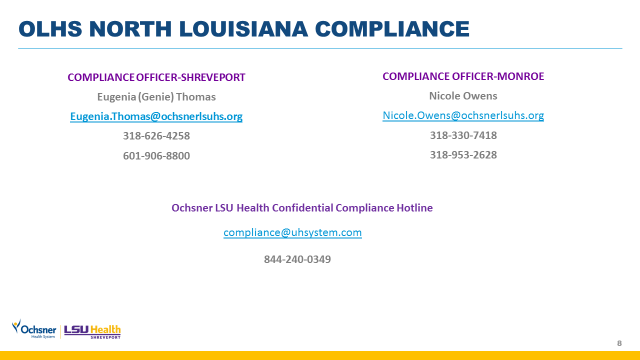 OLHS NORTH LOUISIANA COMPLIANCE
COMPLIANCE OFFICER-SHREVEPORT
Eugenia (Genie) Thomas
Eugenia.Thomas@ochsnerlsuhs.org
318-626-4258
601-906-8800
COMPLIANCE OFFICER-MONROE
Nicole Owens
Nicole.Owens@ochsnerlsuhs.org
318-330-7418
318-953-2628
Ochsner LSU Health Confidential Compliance Hotline
compliance@uhsystem.com
844-240-0349
Ochsner
Health System
LSU Health
SHREVEPORT
8